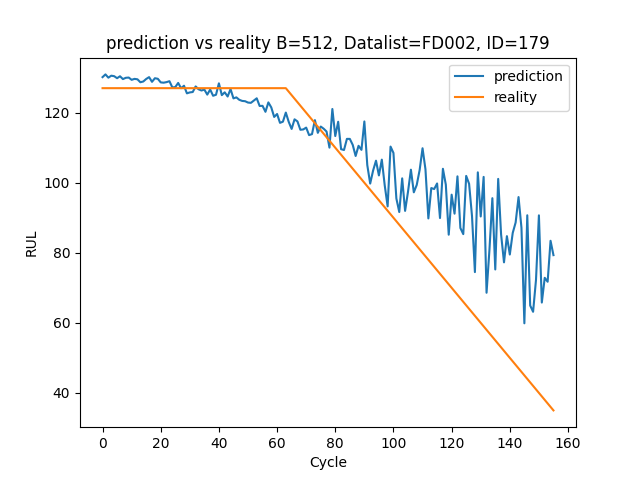 prediction vs reality B=512, Datalist=FD002, ID=179
prediction
reality
RUL
120
100
80
60
40
0 20 40 60 80 100 120 140 160
Cycle